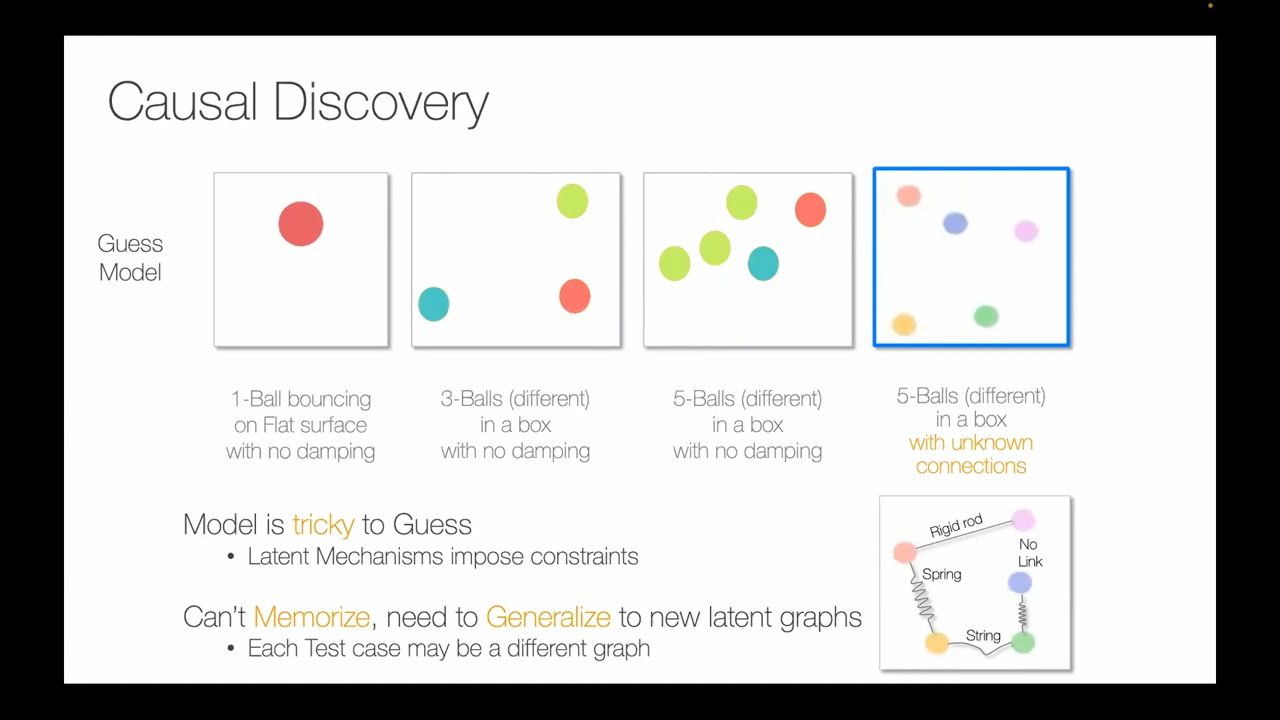 Causal Discovery
Guess
Model
1-Ball bouncing
on Flat surface
with no damping
3-Balls (different)
in a box
with no damping
5-Balls (different)
in a box
with no damping
5-Balls (different)
in a box
with unknown
connections
Model is tricky to Guess
• Latent Mechanisms impose constraints
Can't Memorize, need to Generalize to new latent graphs
• Each Test case may be a different graph
Rigid rod
No
Link
Spring
String